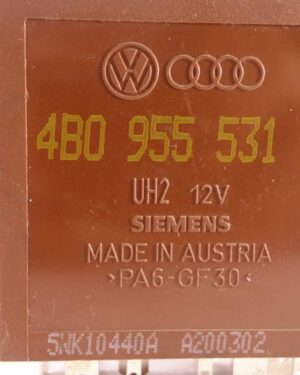 4B0 955 531
UH2 12V
SIEMENS
MADE IN AUSTRIA
>PA6-GF30<
5WK10440A A200302